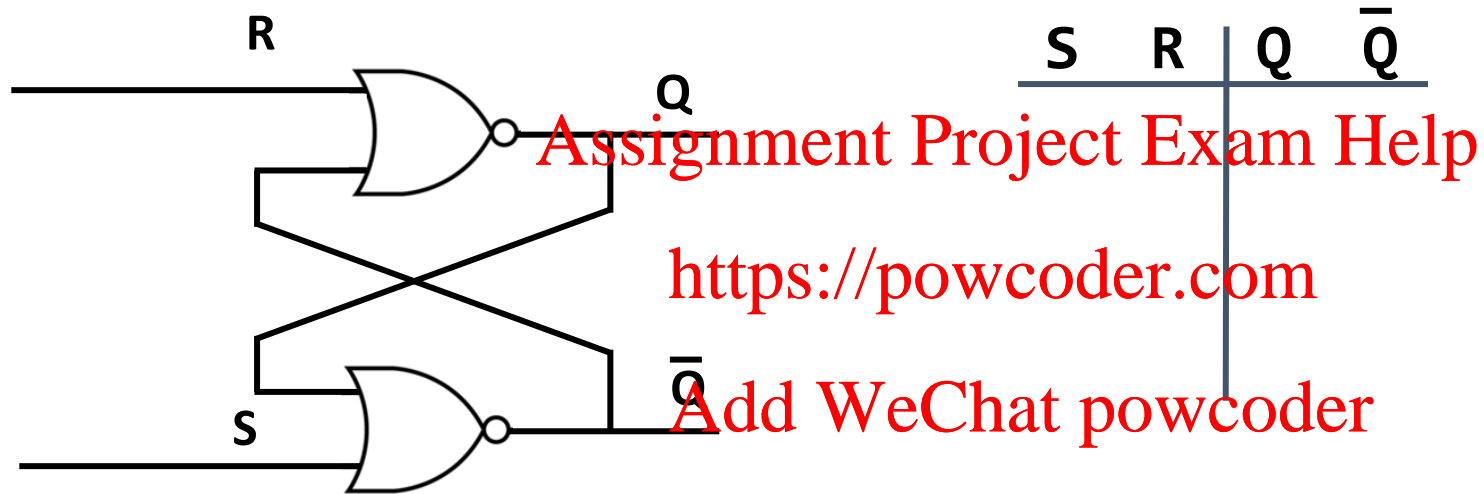 R
Q
S R Q Q̅
Assignment Project Exam Help
https://powcoder.com
Q̅
Add WeChat powcoder
S